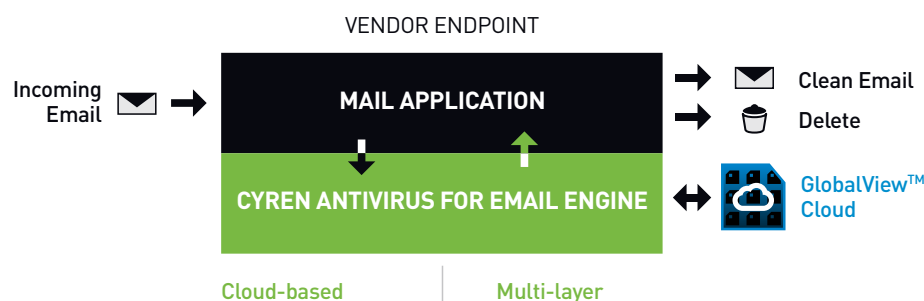 VENDOR ENDPOINT
Incoming
Email
MAIL APPLICATION
Clean Email
Delete
CYREN ANTIVIRUS FOR EMAIL ENGINE
GlobalView™
Cloud
Cloud-based
Multi-layer